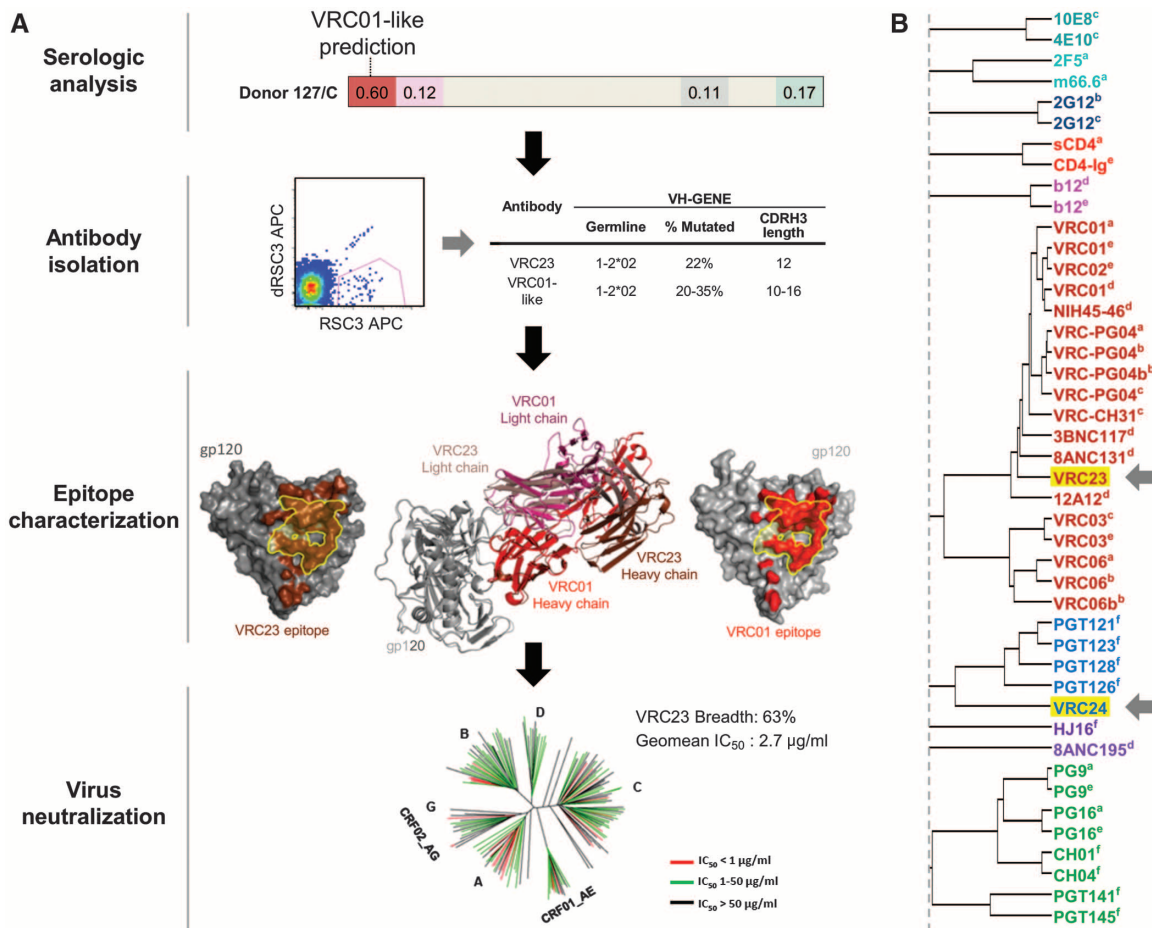 A
Serologic
analysis
VRC01-like
prediction
Donor 127/C
0.60
0.12
0.11
0.17
Antibody
isolation
dRSC3 APC
RSC3 APC
Antibody
VH-GENE
Germline
% Mutated
CDRH3
length
VRC23
1-2*02
22%
12
VRC01-
like
1-2*02
20-35%
10-16
Epitope
characterization
gp120
VRC23 epitope
VRC01
Light chain
VRC23
Light chain
VRC23
Heavy chain
VRC01
Heavy chain
gp120
gp120
VRC01 epitope
Virus
neutralization
VRC23 Breadth: 63%
Geomean IC50 : 2.7 µg/ml
D
B
C
G
CRF02_AG
A
CRF01_AE
IC50 < 1 µg/ml
IC50 1-50 µg/ml
IC50 > 50 µg/ml
B
10E8c
4E10c
2F5a
m66.6a
2G12b
2G12c
sCD4a
CD4-Ige
b12d
b12e
VRC01a
VRC01e
VRC02e
VRC01d
NIH45-46d
VRC-PG04a
VRC-PG04b
VRC-PG04bb
VRC-PG04c
VRC-CH31c
3BNC117d
8ANC131d
VRC23
12A12d
VRC03c
VRC03e
VRC06a
VRC06b
VRC06bb
PGT121f
PGT123f
PGT128f
PGT126f
VRC24
HJ16f
8ANC195d
PG9a
PG9e
PG16a
PG16e
CH01f
CH04f
PGT141f
PGT145f